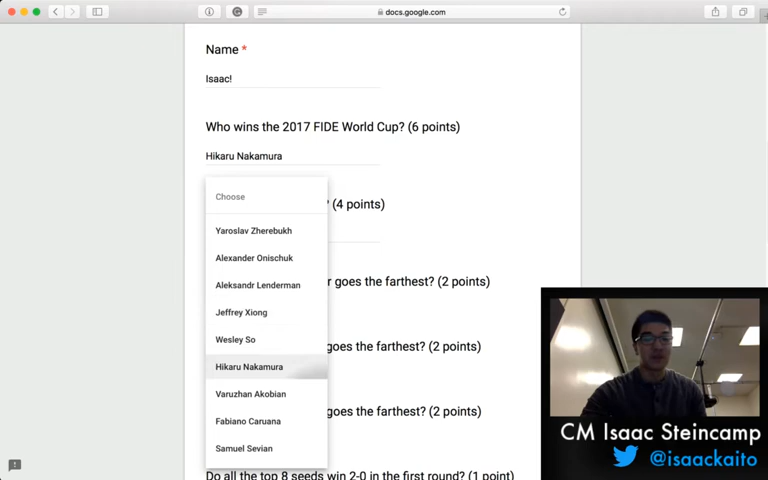 docs.google.com
Name *
Isaac!
Who wins the 2017 FIDE World Cup? (6 points)
Hikaru Nakamura
Choose
? (4 points)
Yaroslav Zherebukh
Alexander Onischuk
r goes the farthest? (2 points)
Aleksandr Lenderman
Jeffrey Xiong
Wesley So
goes the farthest? (2 points)
Hikaru Nakamura
Varuzhan Akobian
goes the farthest? (2 points)
Fabiano Caruana
Samuel Sevian
Do all the top 8 seeds win 2-0 in the first round? (1 point)
CM Isaac Steincamp
@isaackaito